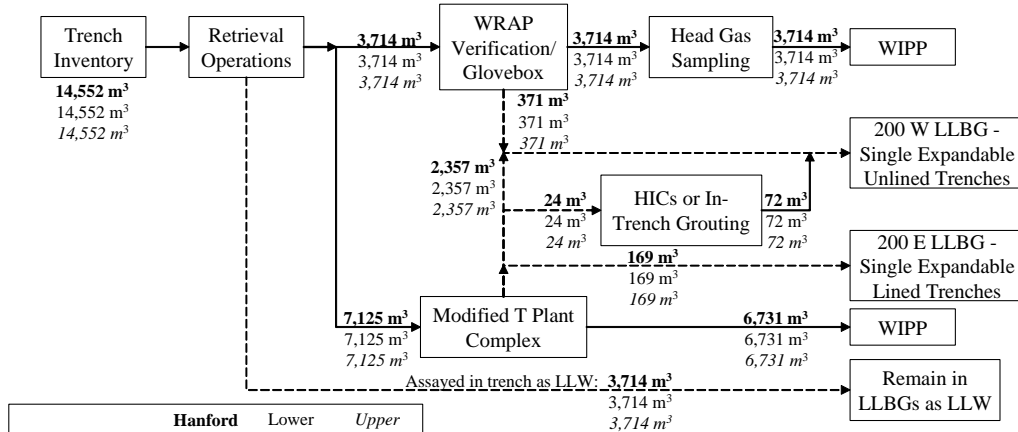 Trench
Inventory
14,552 m³
14,552 m³
14,552 m³
Retrieval
Operations
3,714 m³
3,714 m³
3,714 m³
WRAP
Verification/
Glovebox
3,714 m³
3,714 m³
3,714 m³
Head Gas
Sampling
3,714 m³
3,714 m³
3,714 m³
WIPP
371 m³
371 m³
371 m³
200 W LLBG -
Single Expandable
Unlined Trenches
2,357 m³
2,357 m³
2,357 m³
24 m³
24 m³
24 m³
HICs or In-
Trench Grouting
72 m³
72 m³
72 m³
169 m³
169 m³
169 m³
200 E LLBG -
Single Expandable
Lined Trenches
7,125 m³
7,125 m³
7,125 m³
Modified T Plant
Complex
6,731 m³
6,731 m³
6,731 m³
WIPP
Assayed in trench as LLW: 3,714 m³
3,714 m³
3,714 m³
Remain in
LLBGs as LLW
Hanford Lower Upper